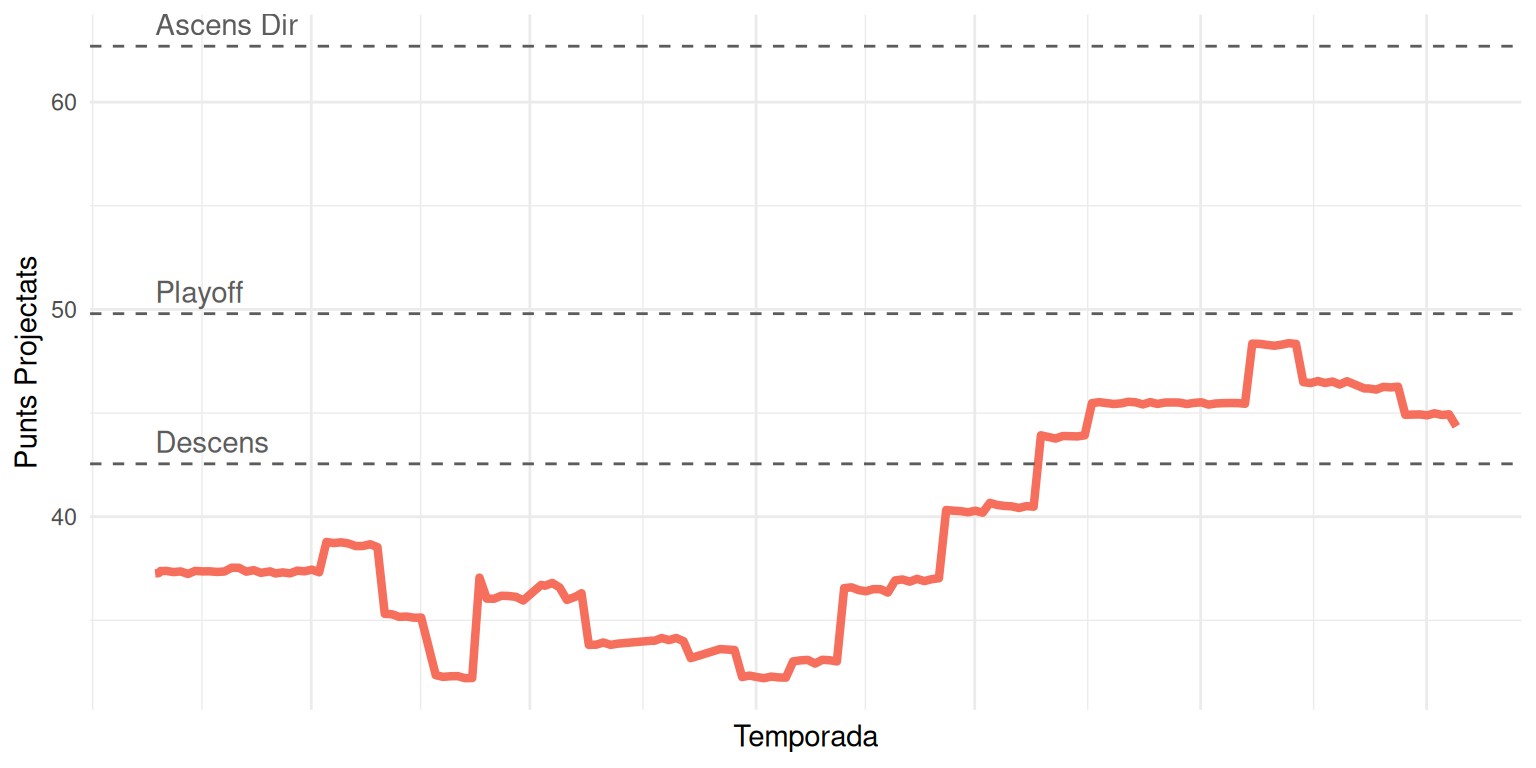 Ascens Dir
60
Playoff
50
Descens
40
Punts Projectats
Temporada